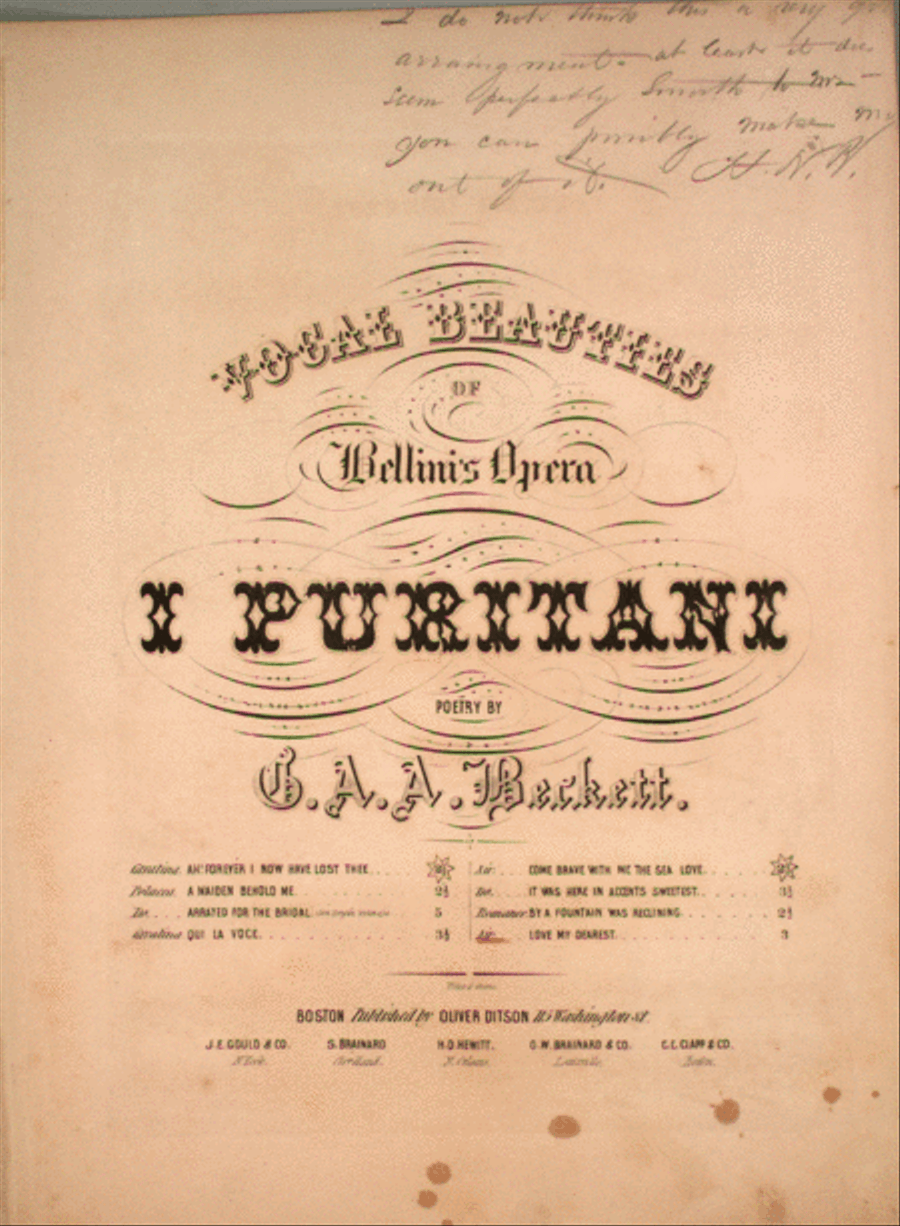 I do not think this a very
arrangment. at least it does
seem perfectly smooth to me —
you can possibly make
out of it. H. N. H.
VOCAL BEAUTIES
OF
Bellini's Opera
I PURITANI
POETRY BY
G. A. A. Beckett.
Cavatina. AH! FOREVER I NOW HAVE LOST THEE
Polacca. A MAIDEN BEHOLD ME. 2½
ARRAYED FOR THE BRIDAL 5
Cavatina QUI LA VOCE. 3½
Air. COME BRAVE WITH ME THE SEA LOVE.
IT WAS HERE IN ACCENTS SWEETEST. 3½
Romance. BY A FOUNTAIN WAS RECLINING. 2½
Air. LOVE MY DEAREST. 3
BOSTON Published by OLIVER DITSON 115 Washington St.
J. E. GOULD & CO. S. BRAINARD H. D. HEWITT. G. W. BRAINARD & CO. C. C. CLAPP & CO.
N. York. Cleveland. N. Orleans. Louisville. Boston.